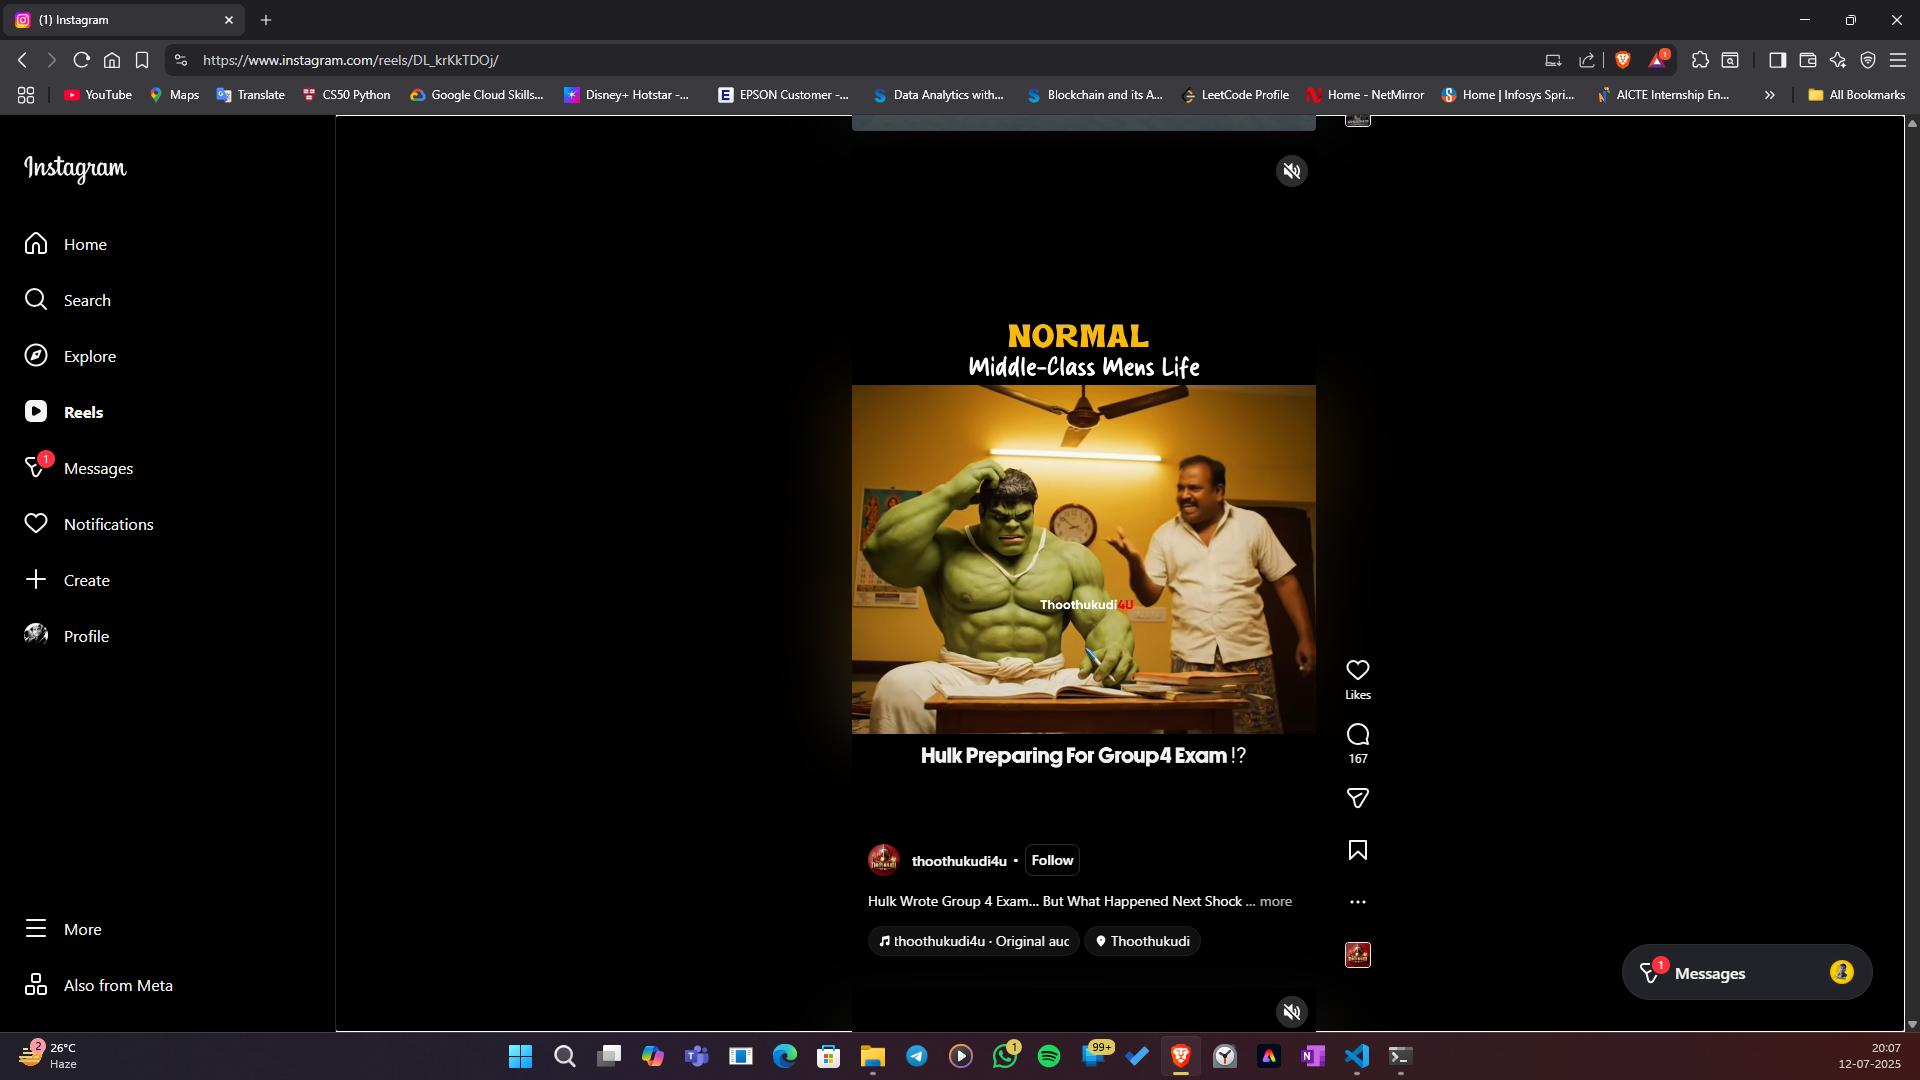 (1) Instagram
https://www.instagram.com/reels/DL_krKkTDOj/
1
YouTube
Maps
Translate
CS50 Python
Google Cloud Skills...
Disney+ Hotstar -...
EPSON Customer -...
Data Analytics with...
Blockchain and its A...
LeetCode Profile
Home - NetMirror
Home | Infosys Spri...
AICTE Internship En...
All Bookmarks
Instagram
Home
Search
Explore
Reels
1
Messages
Notifications
Create
Profile
More
Also from Meta
NORMAL
Middle-Class Mens Life
Thoothukudi4U
Hulk Preparing For Group4 Exam !?
Likes
167
thoothukudi4u • Follow
Hulk Wrote Group 4 Exam... But What Happened Next Shock ... more
thoothukudi4u · Original auc
Thoothukudi
1
Messages
2
26°C
Haze
1
99+
20:07
12-07-2025